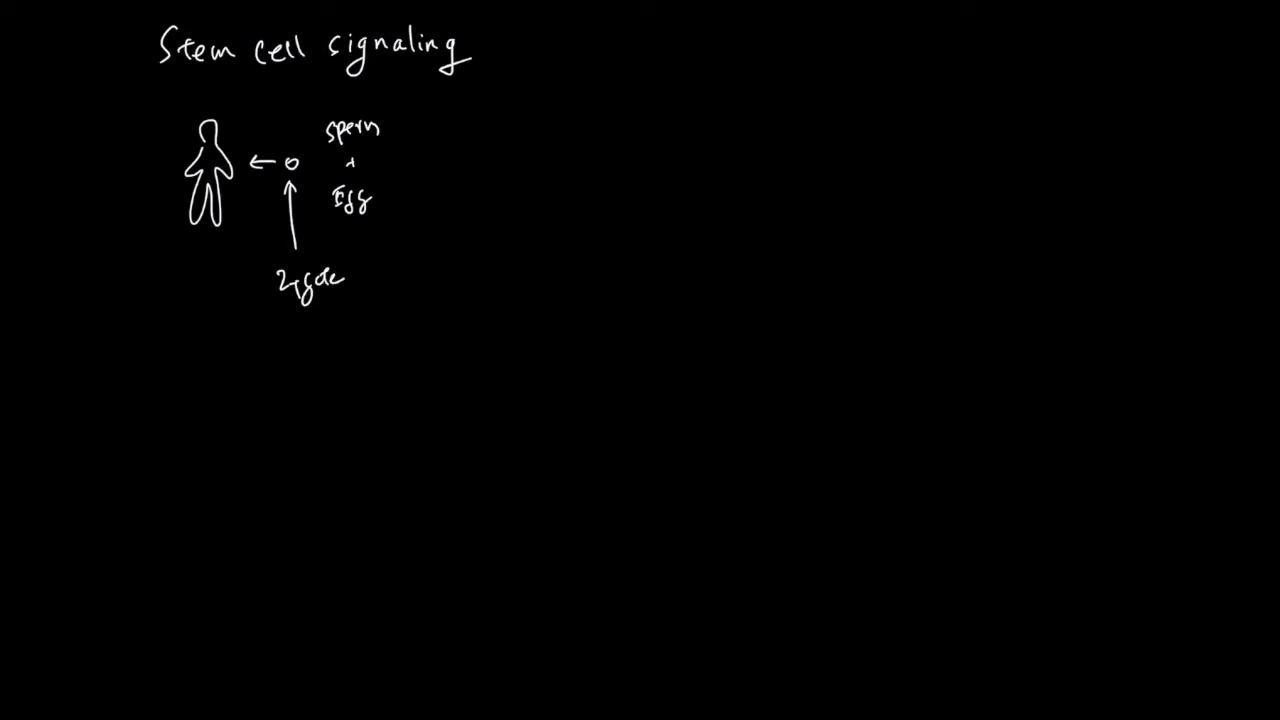 Stem cell signaling
sperm
+
Egg
Zygote